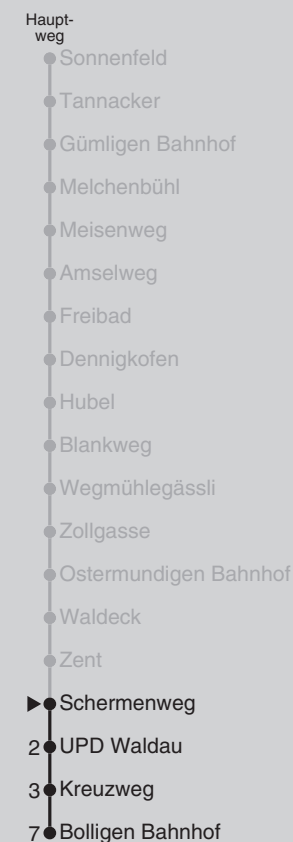 Haupt-
weg
Sonnenfeld
Tannacker
Gümligen Bahnhof
Melchenbühl
Meisenweg
Amselweg
Freibad
Dennigkofen
Hubel
Blankweg
Wegmühlegässli
Zollgasse
Ostermundigen Bahnhof
Waldeck
Zent
Schermenweg
2 UPD Waldau
3 Kreuzweg
7 Bolligen Bahnhof